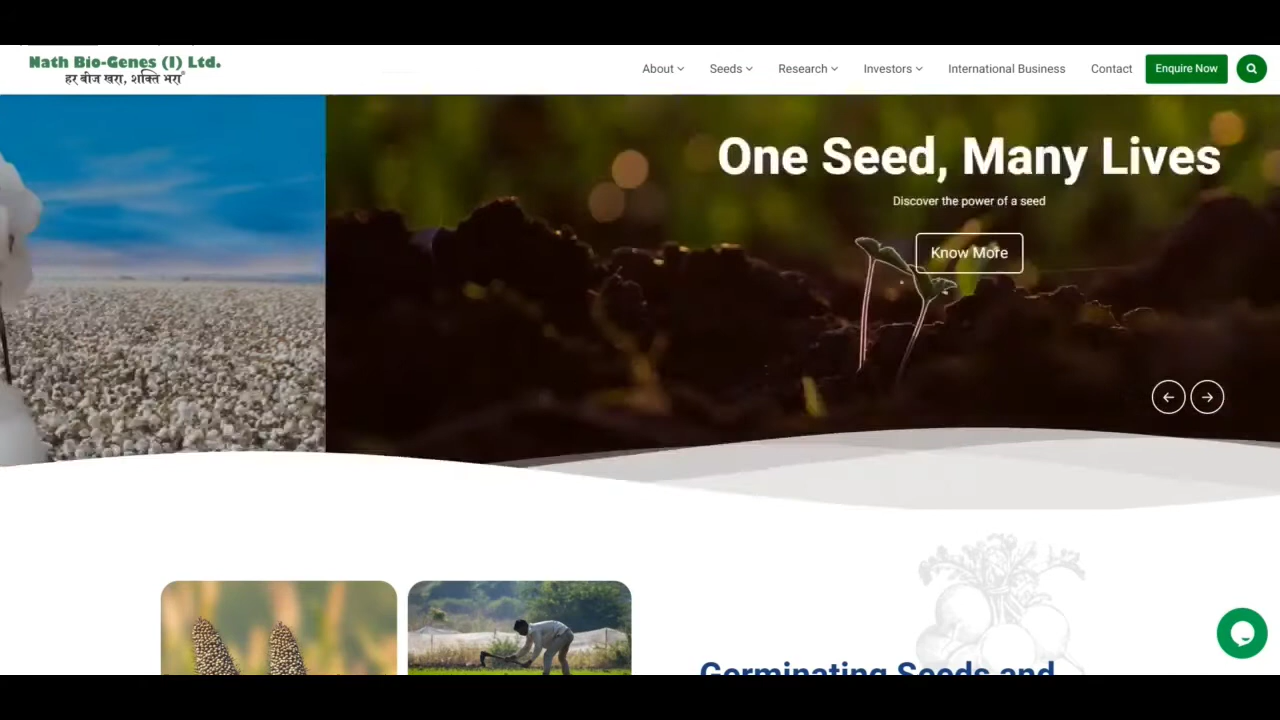 Nath Bio-Genes (I) Ltd.
हर बीज खरा, शक्ति भरा
About
Seeds
Research
Investors
International Business
Contact
Enquire Now
One Seed, Many Lives
Discover the power of a seed
Know More
Germinating Seeds and